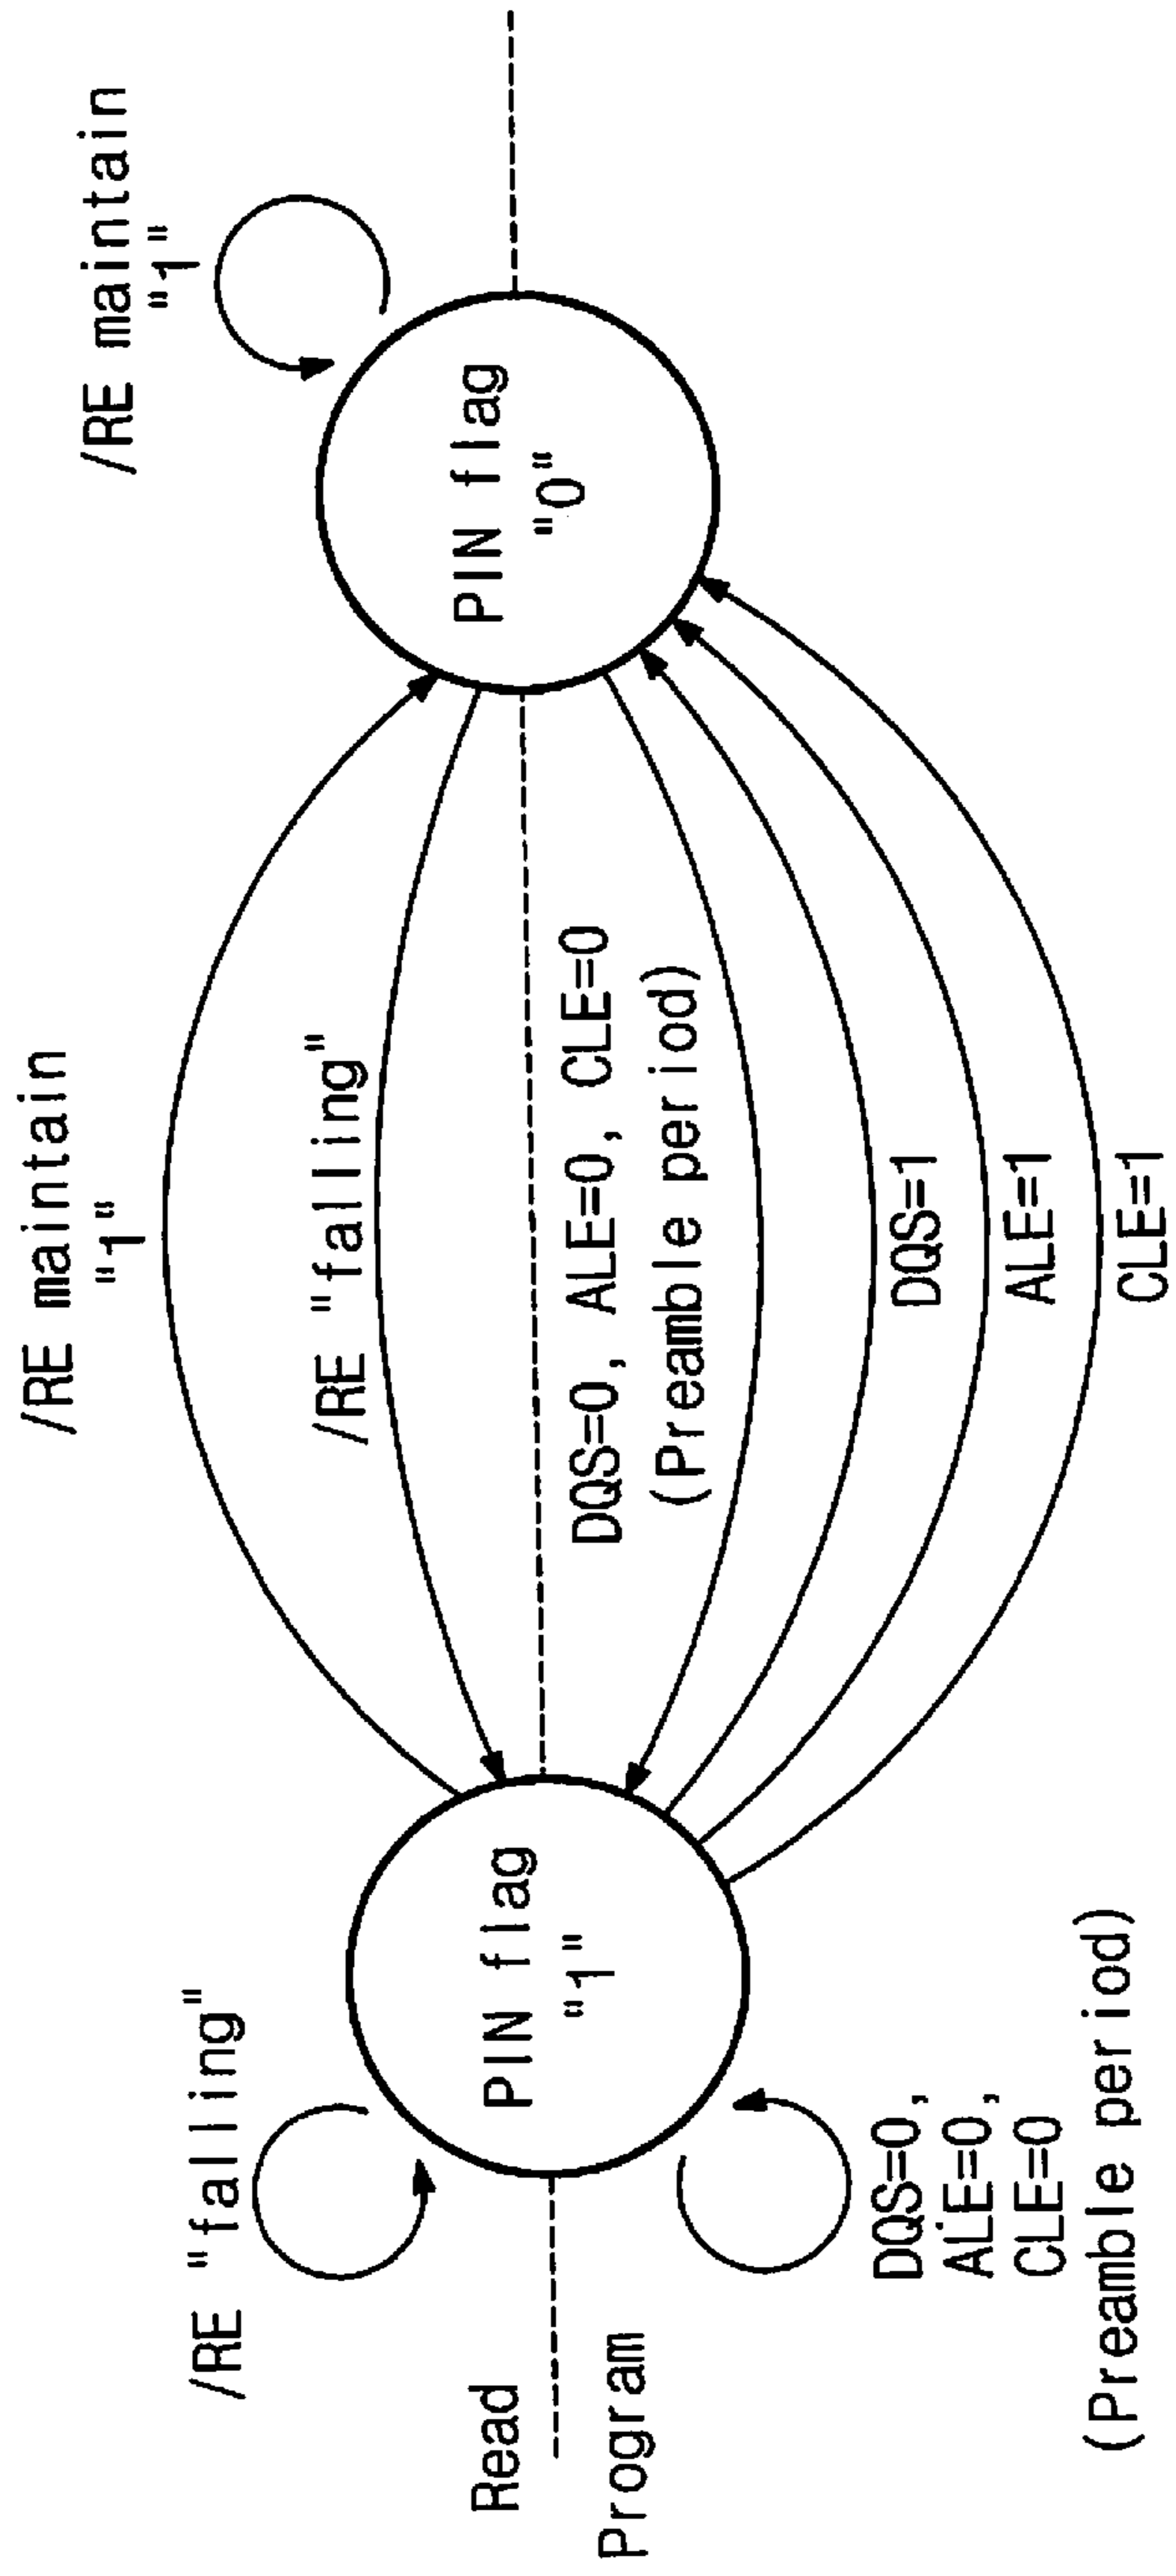 /RE maintain
"1"
/RE maintain
"1"
/RE "falling"
/RE "falling"
Read
Program
PIN flag
"1"
PIN flag
"0"
DQS=0, ALE=0, CLE=0
(Preamble period)
DQS=0,
ALE=0,
CLE=0
(Preamble period)
DQS=1
ALE=1
CLE=1